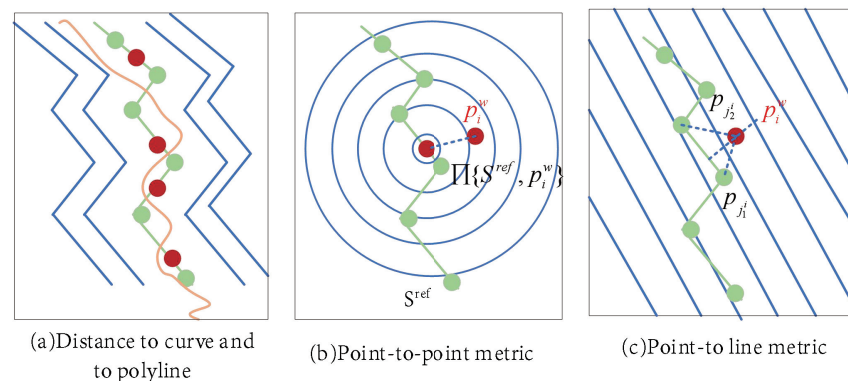 p_i^w
∏{S^ref, p_i^w}
S^ref
p_{j_2^i}
p_i^w
p_{j_1^i}
(a)Distance to curve and
to polyline
(b)Point-to-point metric
(c)Point-to line metric